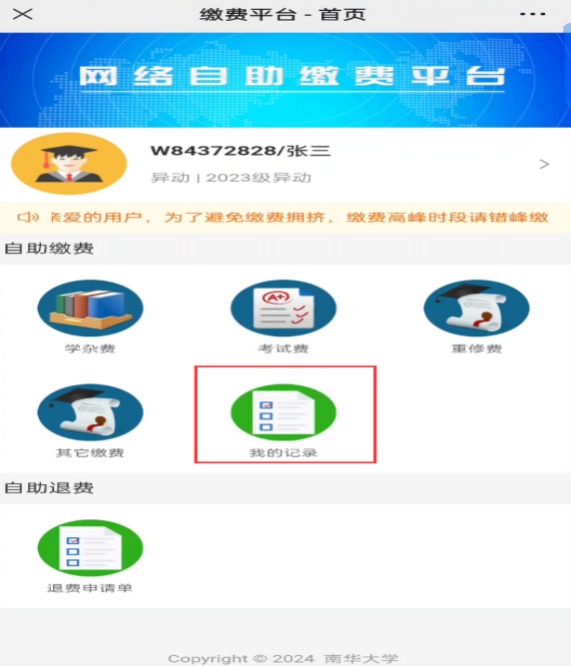 缴费平台 - 首页
网络自助缴费平台
W84372828/张三
异动 | 2023级异动
爱的用户，为了避免缴费拥挤，缴费高峰时段请错峰缴
自助缴费
学杂费
考试费
A+
重修费
其它缴费
我的记录
自助退费
退费申请单
Copyright © 2024 南华大学